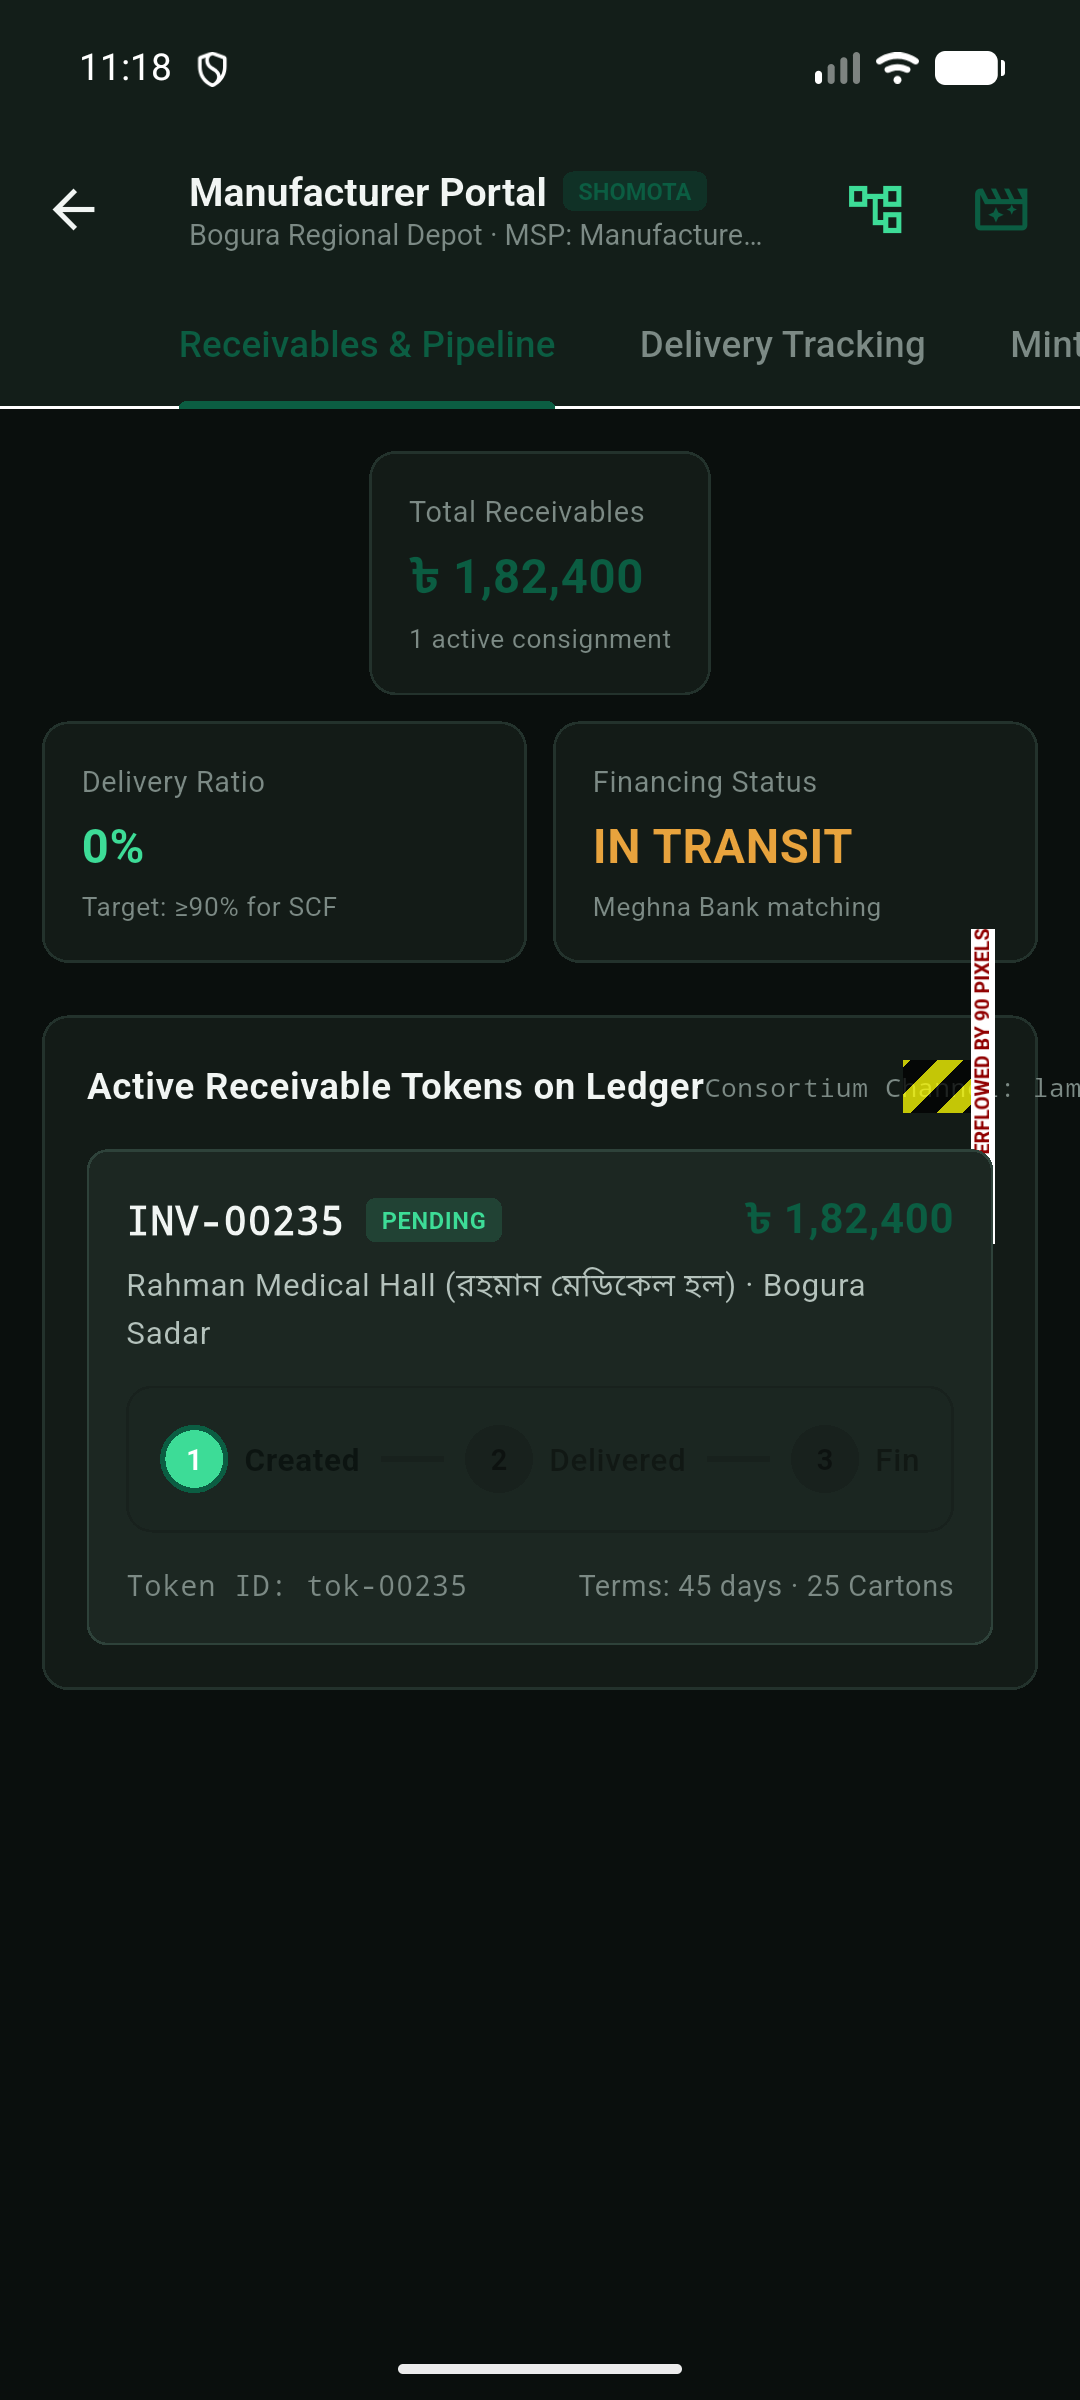 11:18
Manufacturer Portal SHOMOTA
Bogura Regional Depot · MSP: Manufacture...
Receivables & Pipeline Delivery Tracking Mint
Total Receivables
৳ 1,82,400
1 active consignment
Delivery Ratio
0%
Target: ≥90% for SCF
Financing Status
IN TRANSIT
Meghna Bank matching
ERFLOWED BY 90 PIXELS
Active Receivable Tokens on Ledger Consortium Channel: lam
INV-00235 PENDING ৳ 1,82,400
Rahman Medical Hall (রহমান মেডিকেল হল) · Bogura
Sadar
1 Created 2 Delivered 3 Fin
Token ID: tok-00235 Terms: 45 days · 25 Cartons